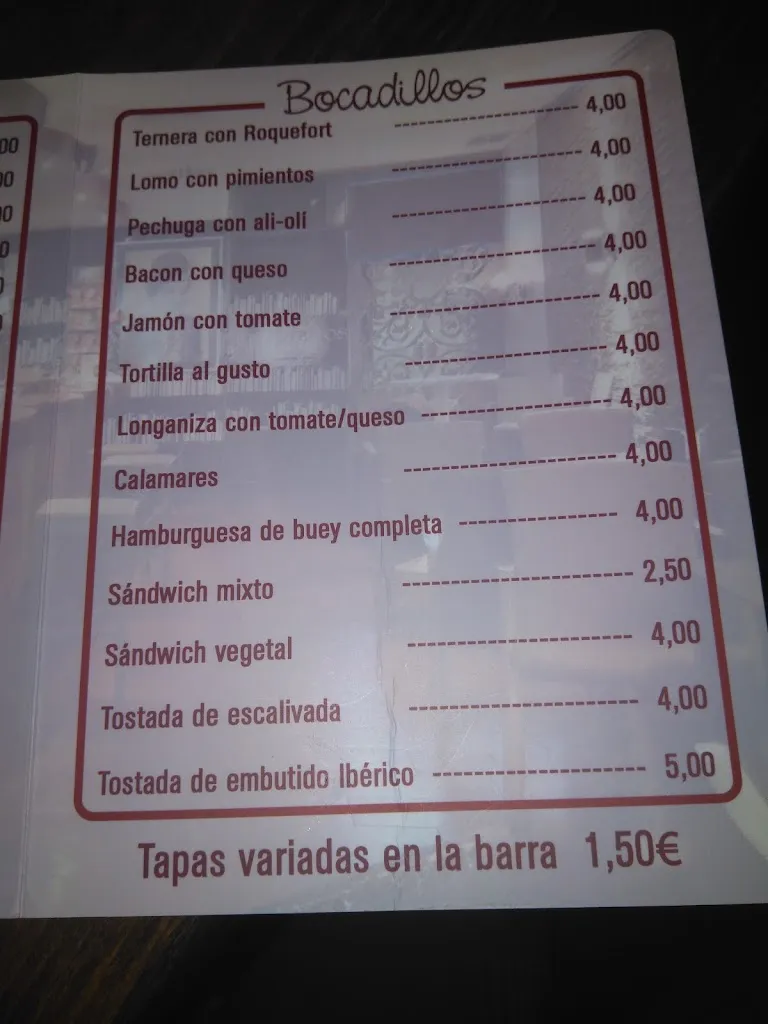 Bocadillos
Ternera con Roquefort ---------------- 4,00
Lomo con pimientos ---------------- 4,00
Pechuga con ali-oli ---------------- 4,00
Bacon con queso ---------------- 4,00
Jamón con tomate ---------------- 4,00
Tortilla al gusto ---------------- 4,00
Longaniza con tomate/queso ---------------- 4,00
Calamares ---------------- 4,00
Hamburguesa de buey completa ---------------- 4,00
Sándwich mixto ---------------- 2,50
Sándwich vegetal ---------------- 4,00
Tostada de escalivada ---------------- 4,00
Tostada de embutido Ibérico ---------------- 5,00
Tapas variadas en la barra 1,50€